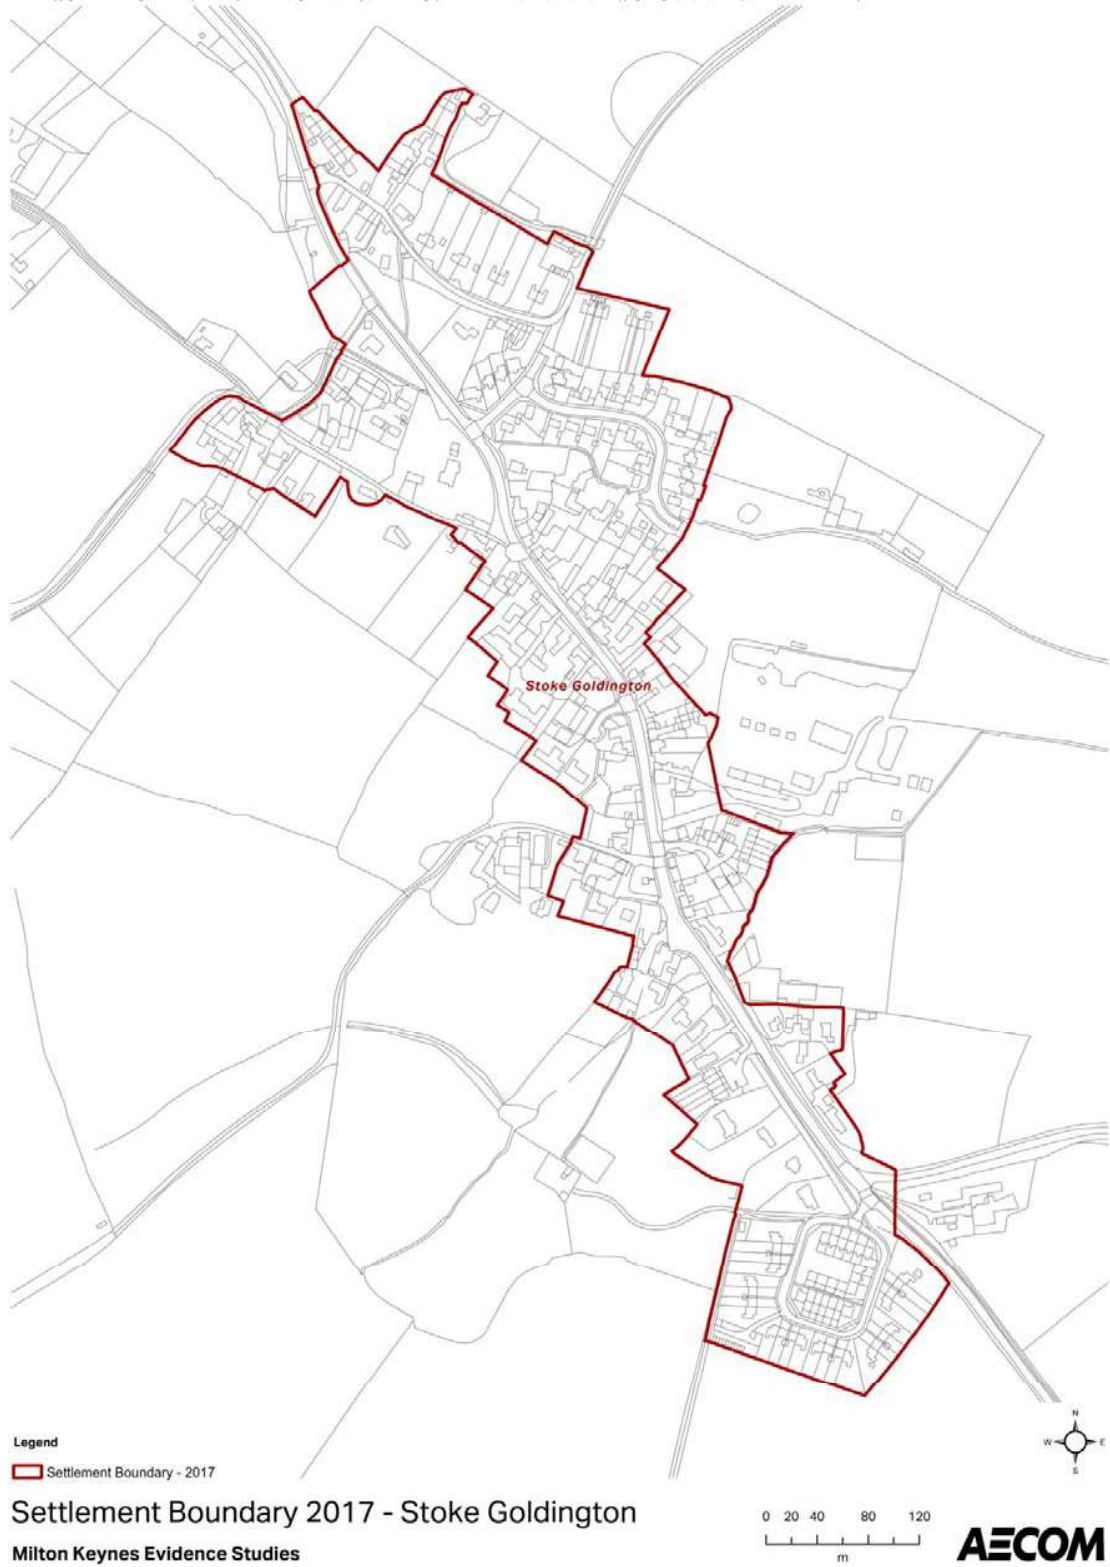 Stoke Goldington
N
W E
S
Legend
Settlement Boundary - 2017
Settlement Boundary 2017 - Stoke Goldington
0 20 40 80 120
m
AECOM
Milton Keynes Evidence Studies